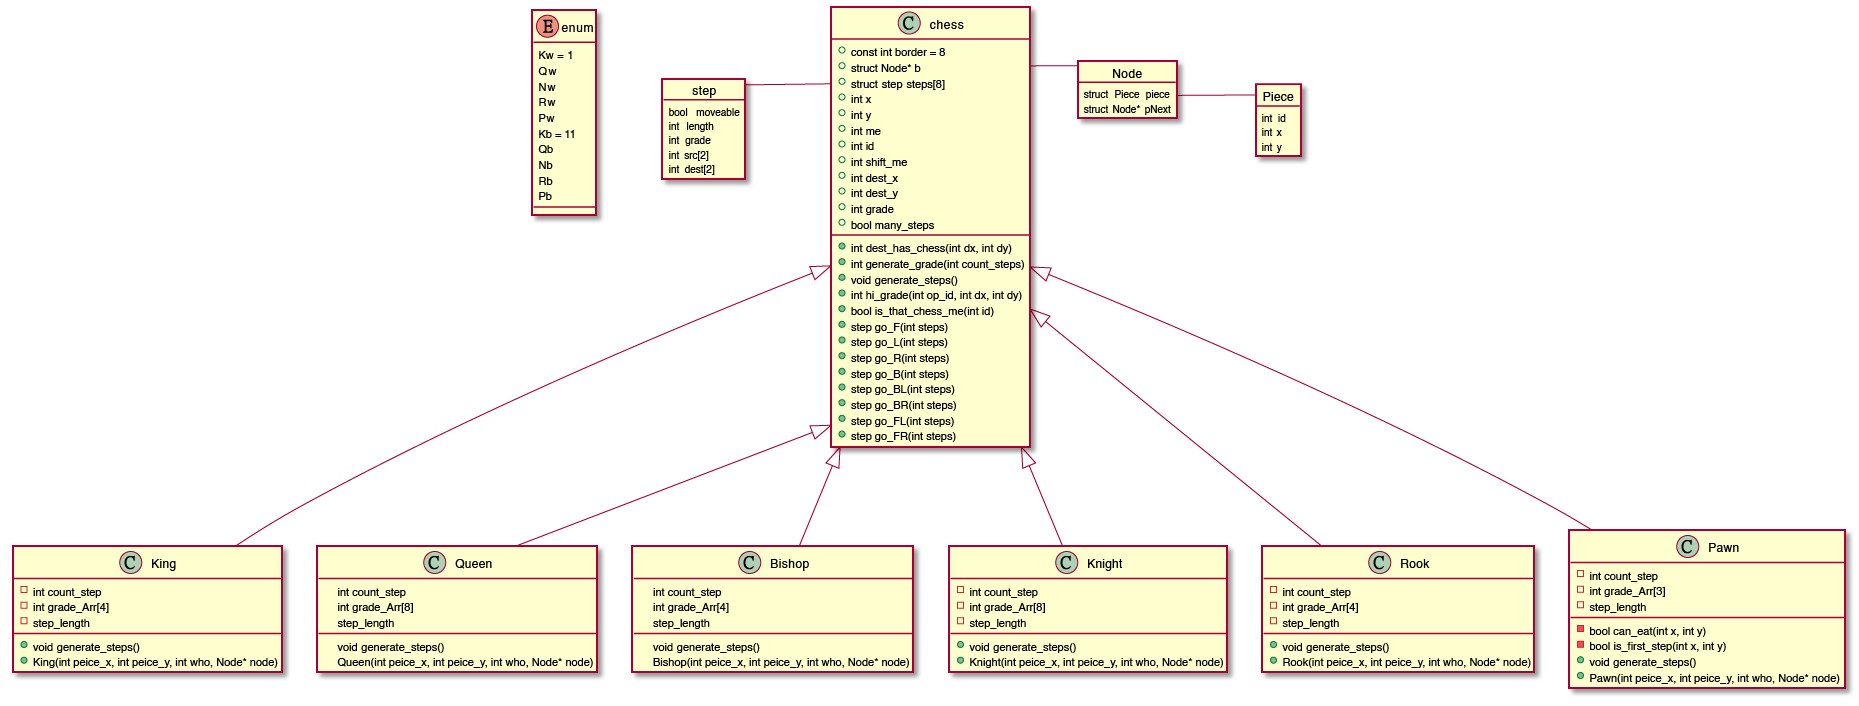 E enum
Kw = 1
Qw
Nw
Rw
Pw
Kb = 11
Qb
Nb
Rb
Pb
step
bool moveable
int length
int grade
int src[2]
int dest[2]
C chess
const int border = 8
struct Node* b
struct step steps[8]
int x
int y
int me
int id
int shift_me
int dest_x
int dest_y
int grade
bool many_steps
int dest_has_chess(int dx, int dy)
int generate_grade(int count_steps)
void generate_steps()
int hi_grade(int op_id, int dx, int dy)
bool is_that_chess_me(int id)
step go_F(int steps)
step go_L(int steps)
step go_R(int steps)
step go_B(int steps)
step go_BL(int steps)
step go_BR(int steps)
step go_FL(int steps)
step go_FR(int steps)
Node
struct Piece piece
struct Node* pNext
Piece
int id
int x
int y
C King
int count_step
int grade_Arr[4]
step_length
void generate_steps()
King(int peice_x, int peice_y, int who, Node* node)
C Queen
int count_step
int grade_Arr[8]
step_length
void generate_steps()
Queen(int peice_x, int peice_y, int who, Node* node)
C Bishop
int count_step
int grade_Arr[4]
step_length
void generate_steps()
Bishop(int peice_x, int peice_y, int who, Node* node)
C Knight
int count_step
int grade_Arr[8]
step_length
void generate_steps()
Knight(int peice_x, int peice_y, int who, Node* node)
C Rook
int count_step
int grade_Arr[4]
step_length
void generate_steps()
Rook(int peice_x, int peice_y, int who, Node* node)
C Pawn
int count_step
int grade_Arr[3]
step_length
bool can_eat(int x, int y)
bool is_first_step(int x, int y)
void generate_steps()
Pawn(int peice_x, int peice_y, int who, Node* node)